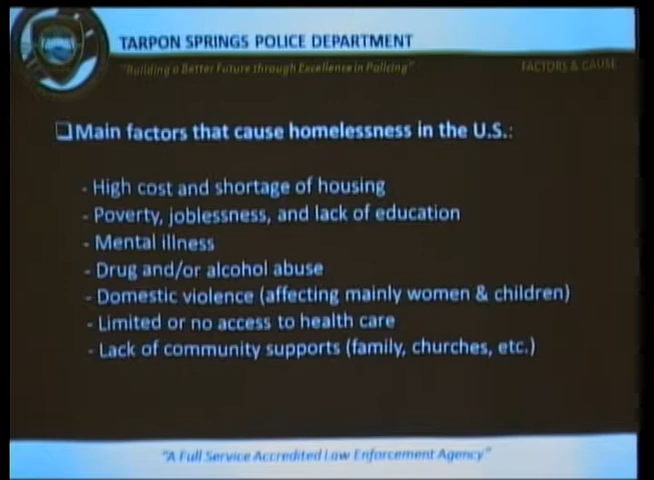 TARPON SPRINGS POLICE DEPARTMENT
"Building a Better Future through Excellence in Policing"
FACTORS & CAUSE
Main factors that cause homelessness in the U.S.:
- High cost and shortage of housing
- Poverty, joblessness, and lack of education
- Mental illness
- Drug and/or alcohol abuse
- Domestic violence (affecting mainly women & children)
- Limited or no access to health care
- Lack of community supports (family, churches, etc.)
"A Full Service Accredited Law Enforcement Agency"